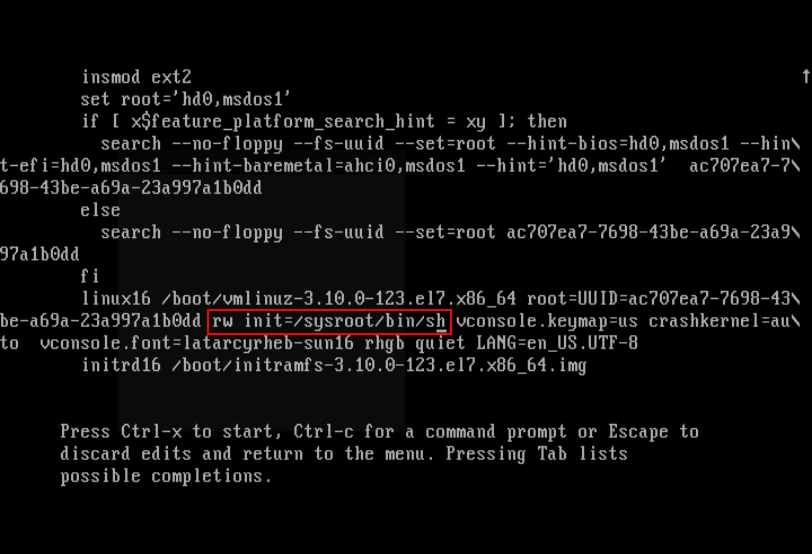 insmod ext2
set root='hd0,msdos1'
if [ x$feature_platform_search_hint = xy ]; then
search --no-floppy --fs-uuid --set=root --hint-bios=hd0,msdos1 --hin\
t-efi=hd0,msdos1 --hint-baremetal=ahci0,msdos1 --hint='hd0,msdos1'  ac707ea7-7\
698-43be-a69a-23a997a1b0dd
else
search --no-floppy --fs-uuid --set=root ac707ea7-7698-43be-a69a-23a9\
97a1b0dd
fi
linux16 /boot/vmlinuz-3.10.0-123.el7.x86_64 root=UUID=ac707ea7-7698-43\
be-a69a-23a997a1b0dd rw init=/sysroot/bin/sh vconsole.keymap=us crashkernel=au\
to  vconsole.font=latarcyrheb-sun16 rhgb quiet LANG=en_US.UTF-8
initrd16 /boot/initramfs-3.10.0-123.el7.x86_64.img
Press Ctrl-x to start, Ctrl-c for a command prompt or Escape to
discard edits and return to the menu. Pressing Tab lists
possible completions.